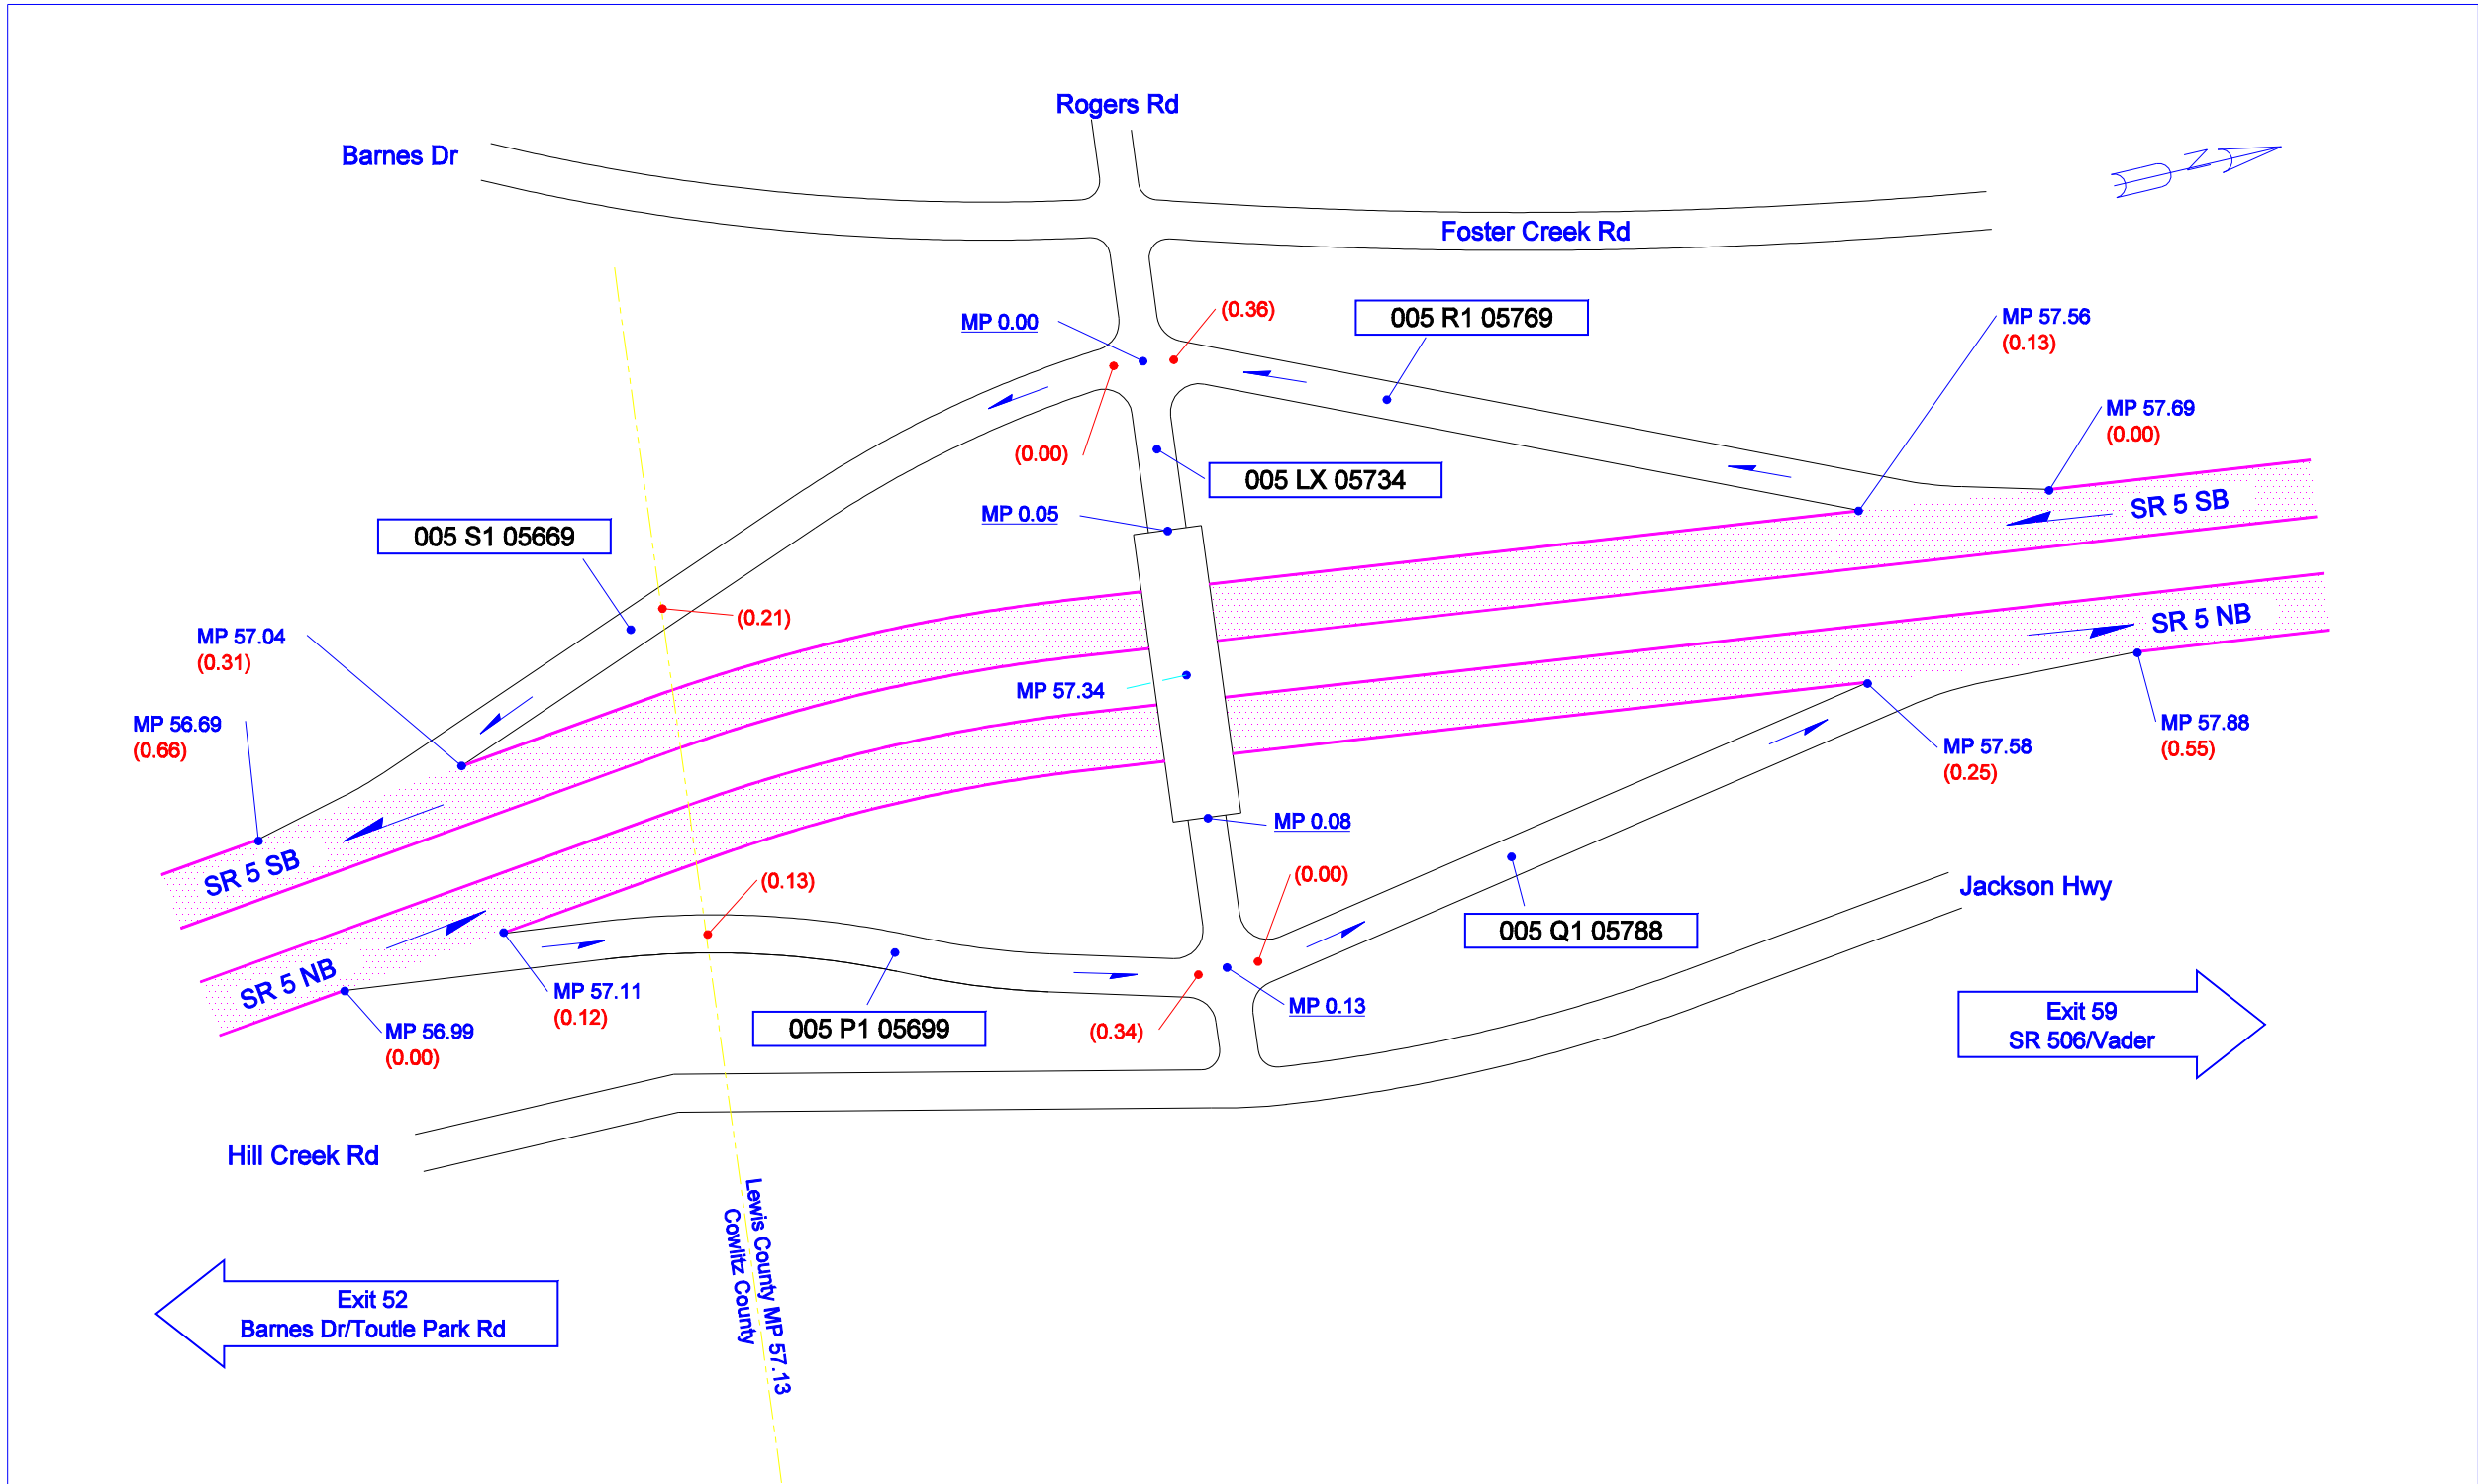 Rogers Rd
Barnes Dr
N
Foster Creek Rd
(0.36)
005 R1 05769
MP 0.00
MP 57.56
(0.13)
MP 57.69
(0.00)
(0.00)
005 LX 05734
SR 5 SB
MP 0.05
005 S1 05669
(0.21)
SR 5 NB
MP 57.04
(0.31)
MP 57.34
MP 56.69
(0.66)
MP 57.88
(0.55)
MP 57.58
(0.25)
MP 0.08
SR 5 SB
(0.13)
(0.00)
Jackson Hwy
005 Q1 05788
SR 5 NB
MP 57.11
(0.12)
MP 0.13
MP 56.99
(0.00)
005 P1 05699
(0.34)
Exit 59
SR 506/Vader
Hill Creek Rd
Lewis County MP 57.13
Cowlitz County
Exit 52
Barnes Dr/Toutle Park Rd